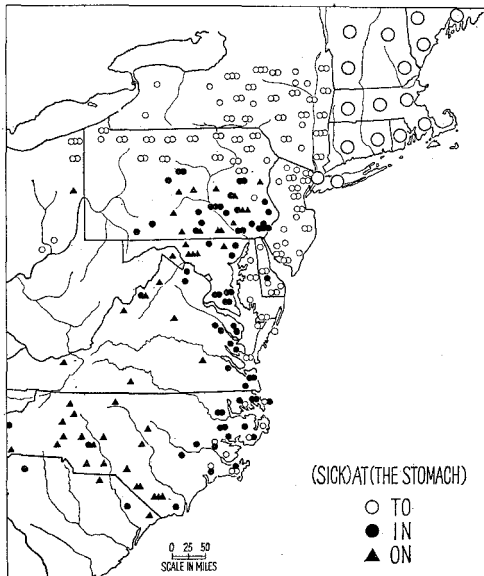 (SICK)AT(THE STOMACH)
TO
IN
ON
0 25 50
SCALE IN MILES